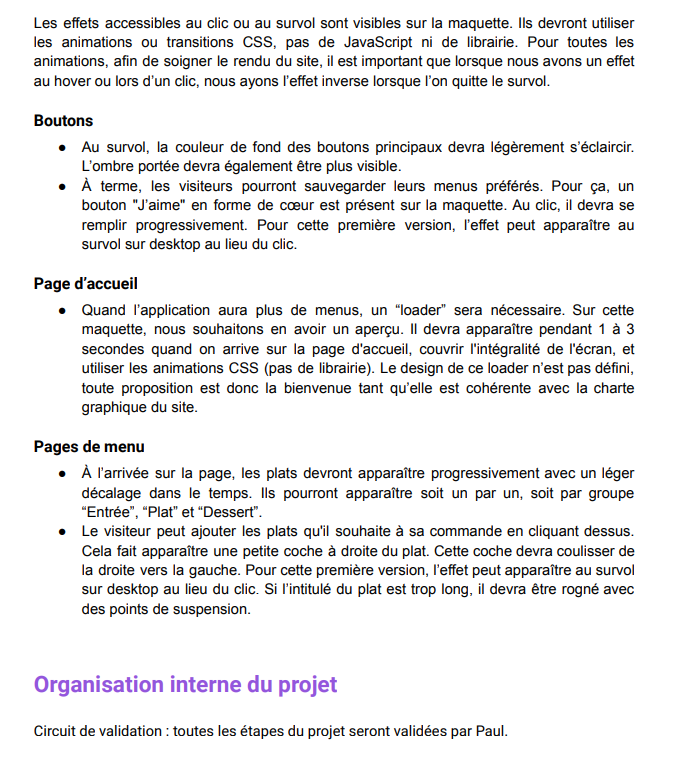 Les effets accessibles au clic ou au survol sont visibles sur la maquette. Ils devront utiliser
les animations ou transitions CSS, pas de JavaScript ni de librairie. Pour toutes les
animations, afin de soigner le rendu du site, il est important que lorsque nous avons un effet
au hover ou lors d’un clic, nous ayons l’effet inverse lorsque l’on quitte le survol.
Boutons
● Au survol, la couleur de fond des boutons principaux devra légèrement s’éclaircir.
L’ombre portée devra également être plus visible.
● À terme, les visiteurs pourront sauvegarder leurs menus préférés. Pour ça, un
bouton "J’aime" en forme de cœur est présent sur la maquette. Au clic, il devra se
remplir progressivement. Pour cette première version, l’effet peut apparaître au
survol sur desktop au lieu du clic.
Page d’accueil
● Quand l’application aura plus de menus, un “loader” sera nécessaire. Sur cette
maquette, nous souhaitons en avoir un aperçu. Il devra apparaître pendant 1 à 3
secondes quand on arrive sur la page d'accueil, couvrir l'intégralité de l'écran, et
utiliser les animations CSS (pas de librairie). Le design de ce loader n’est pas défini,
toute proposition est donc la bienvenue tant qu’elle est cohérente avec la charte
graphique du site.
Pages de menu
● À l’arrivée sur la page, les plats devront apparaître progressivement avec un léger
décalage dans le temps. Ils pourront apparaître soit un par un, soit par groupe
“Entrée”, “Plat” et “Dessert”.
● Le visiteur peut ajouter les plats qu'il souhaite à sa commande en cliquant dessus.
Cela fait apparaître une petite coche à droite du plat. Cette coche devra coulisser de
la droite vers la gauche. Pour cette première version, l’effet peut apparaître au survol
sur desktop au lieu du clic. Si l’intitulé du plat est trop long, il devra être rogné avec
des points de suspension.
Organisation interne du projet
Circuit de validation : toutes les étapes du projet seront validées par Paul.